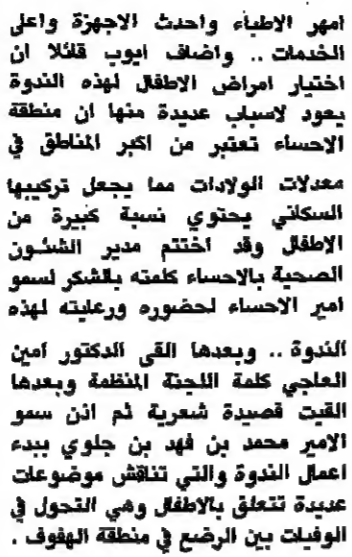 امهر الاطباء واحدث الاجهزة واعلى
الخدمات .. واضاف ايوب قائلا ان
اختيار امراض الاطفال لهذه الندوة
يعود لاسباب عديدة منها ان منطقة
الاحساء تعتبر من اكبر المناطق في
معدلات الولادات مما يجعل تركيبها
السكاني يحتوي نسبة كبيرة من
الاطفال وقد اختتم مدير الشئون
الصحية بالاحساء كلمته بالشكر لسمو
امير الاحساء لحضوره ورعايته لهذه
الندوة .. وبعدها القى الدكتور امين
العاجي كلمة اللجنة المنظمة وبعدها
القيت قصيدة شعرية ثم اذن سمو
الامير محمد بن فهد بن جلوي ببدء
اعمال الندوة والتي تناقش موضوعات
عديدة تتعلق بالاطفال وهي التحول في
الوفيات بين الرضع في منطقة الهفوف .